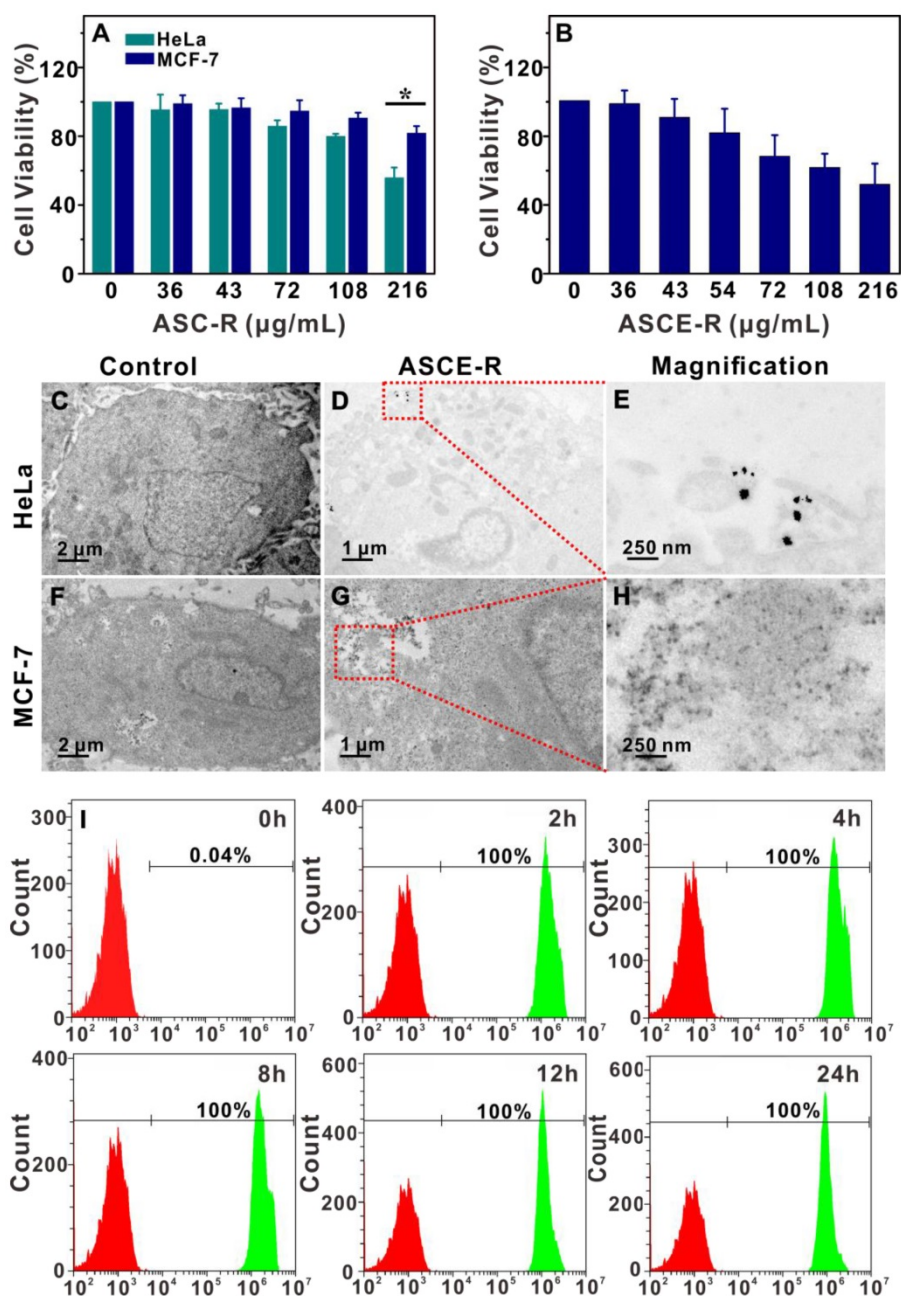 A
HeLa
MCF-7
*
Cell Viability (%)
120
80
40
0
0 36 43 72 108 216
ASC-R (μg/mL)
B
Cell Viability (%)
120
80
40
0
0 36 43 54 72 108 216
ASCE-R (μg/mL)
Control ASCE-R Magnification
HeLa
C
2 μm
D
1 μm
E
250 nm
MCF-7
F
2 μm
G
1 μm
H
250 nm
I
0h
0.04%
Count
300
200
100
0
10² 10³ 10⁴ 10⁵ 10⁶ 10⁷
2h
100%
Count
400
200
0
10² 10³ 10⁴ 10⁵ 10⁶ 10⁷
4h
100%
Count
300
200
100
0
10² 10³ 10⁴ 10⁵ 10⁶ 10⁷
8h
100%
Count
400
200
0
10² 10³ 10⁴ 10⁵ 10⁶ 10⁷
12h
100%
Count
600
400
200
0
10² 10³ 10⁴ 10⁵ 10⁶ 10⁷
24h
100%
Count
600
400
200
0
10² 10³ 10⁴ 10⁵ 10⁶ 10⁷